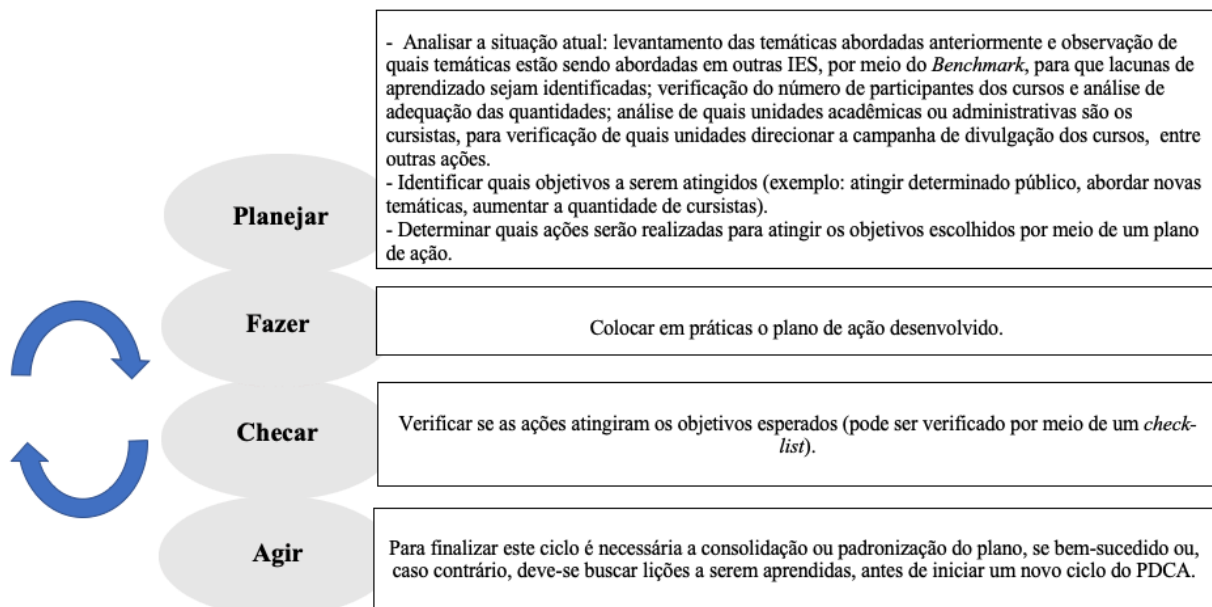 Planejar
- Analisar a situação atual: levantamento das temáticas abordadas anteriormente e observação de
quais temáticas estão sendo abordadas em outras IES, por meio do Benchmark, para que lacunas de
aprendizado sejam identificadas; verificação do número de participantes dos cursos e análise de
adequação das quantidades; análise de quais unidades acadêmicas ou administrativas são os
cursistas, para verificação de quais unidades direcionar a campanha de divulgação dos cursos, entre
outras ações.
- Identificar quais objetivos a serem atingidos (exemplo: atingir determinado público, abordar novas
temáticas, aumentar a quantidade de cursistas).
- Determinar quais ações serão realizadas para atingir os objetivos escolhidos por meio de um plano
de ação.
Fazer
Colocar em práticas o plano de ação desenvolvido.
Checar
Verificar se as ações atingiram os objetivos esperados (pode ser verificado por meio de um check-
list).
Agir
Para finalizar este ciclo é necessária a consolidação ou padronização do plano, se bem-sucedido ou,
caso contrário, deve-se buscar lições a serem aprendidas, antes de iniciar um novo ciclo do PDCA.